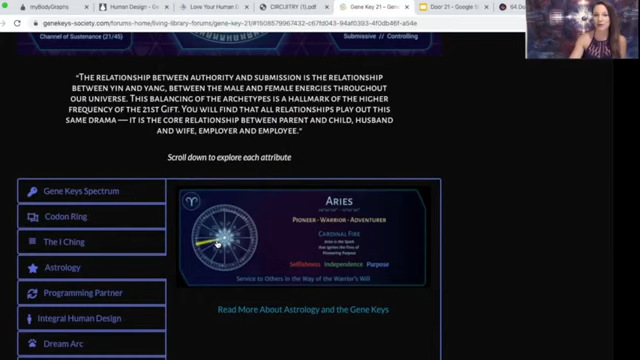 myBodyGraphs
Human Design - Co
Love Your Human (
CIRCUITRY (1).pdf
Gene Key 21 – Gene
Door 21 - Google S
64 Do
genekeys-society.com/forums-home/living-library-forums/gene-key-21/#1508579967432-c67fd043-94af0393-4f0db46f-a54e
Channel of Sustenance (21/45)
Submissive // Controlling
"The relationship between authority and submission is the relationship
between yin and yang, between the male and female energies throughout
our universe. This balancing of the archetypes is a hallmark of the higher
frequency of the 21st Gift. You will find that all relationships play out this
same drama — it is the core relationship between parent and child, husband
and wife, employer and employee."
Scroll down to explore each attribute
Gene Keys Spectrum
Codon Ring
The I Ching
Astrology
Programming Partner
Integral Human Design
Dream Arc
Aries
Pioneer - Warrior - Adventurer
Cardinal Fire
Aries is the Spark
that ignites the Fires of
Pioneering Purpose
Selflessness Independence Purpose
Service to Others in the Way of the Warrior's Will
Read More About Astrology and the Gene Keys